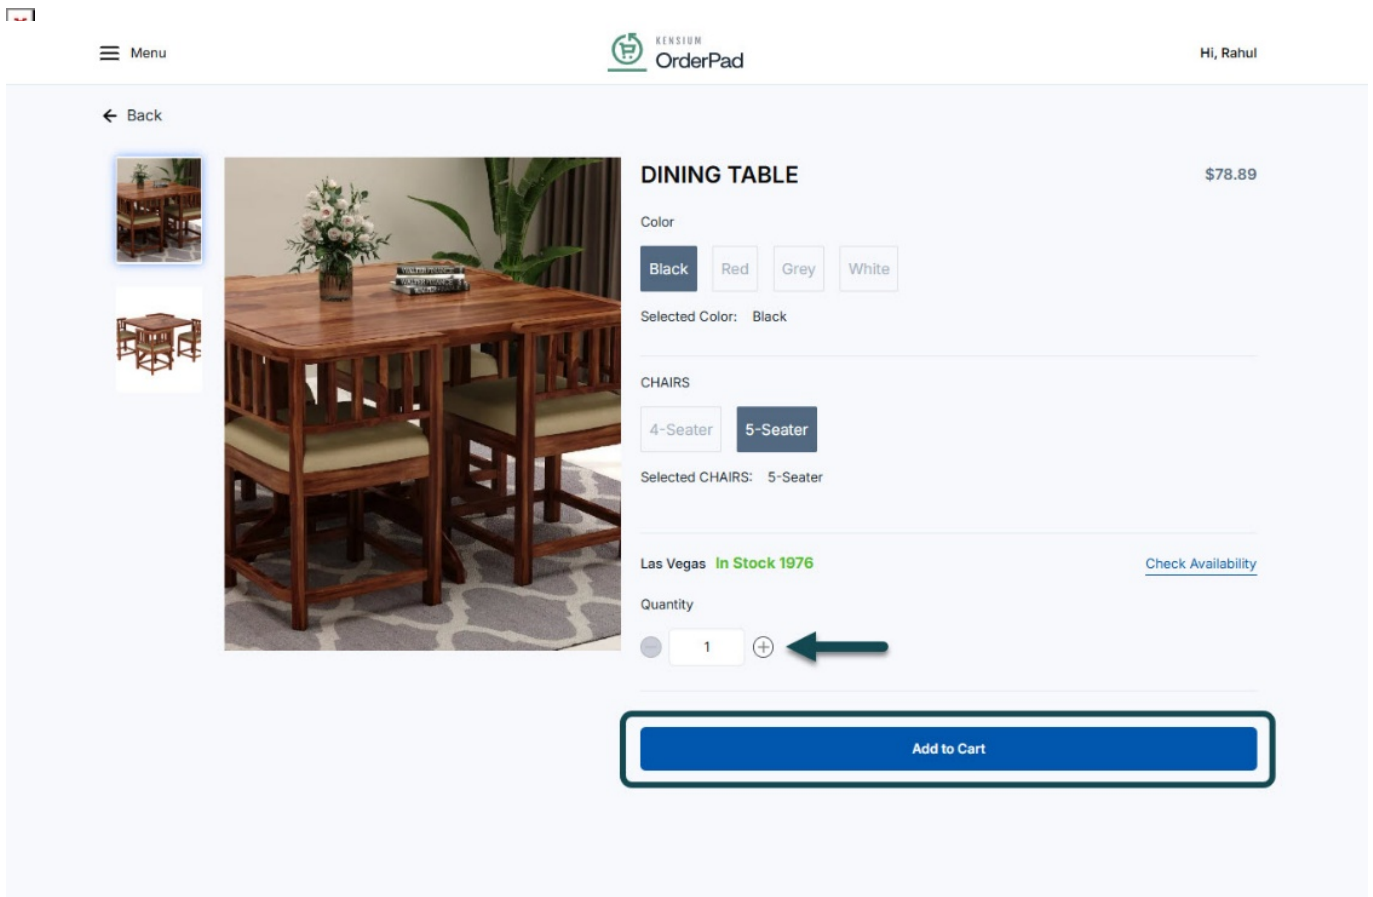 Menu
KENSIUM
OrderPad
Hi, Rahul
Back
DINING TABLE
$78.89
Color
Black Red Grey White
Selected Color: Black
CHAIRS
4-Seater 5-Seater
Selected CHAIRS: 5-Seater
Las Vegas In Stock 1976
Check Availability
Quantity
1
Add to Cart